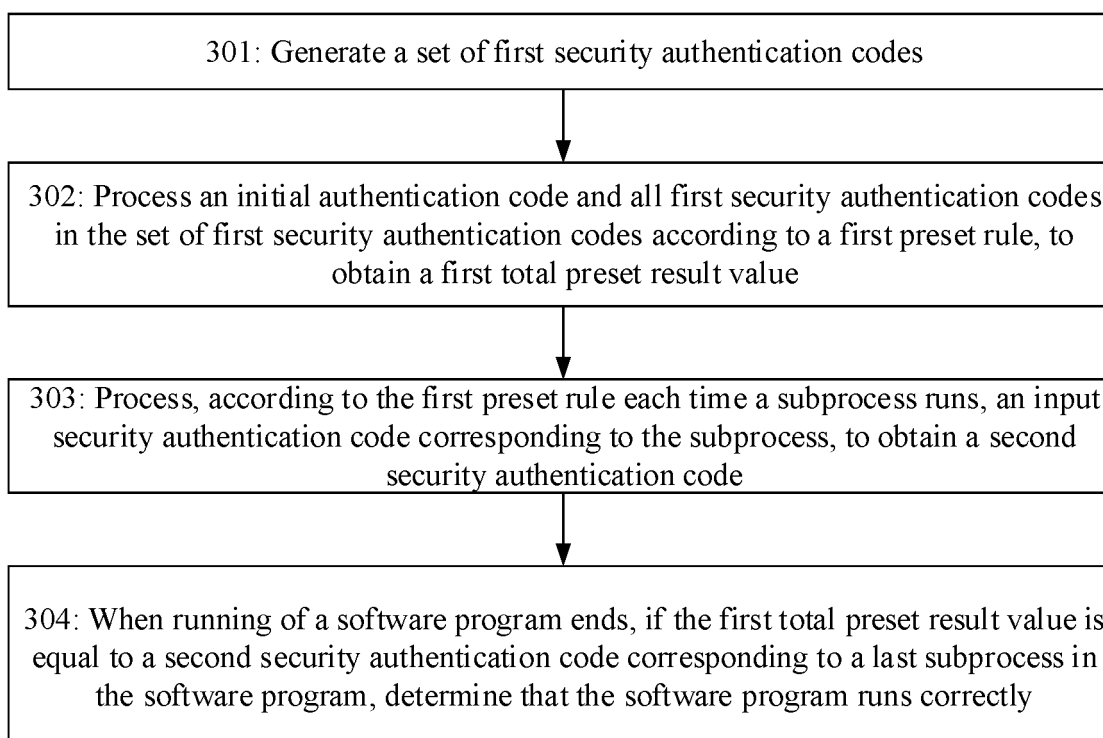 301: Generate a set of first security authentication codes
302: Process an initial authentication code and all first security authentication codes
in the set of first security authentication codes according to a first preset rule, to
obtain a first total preset result value
303: Process, according to the first preset rule each time a subprocess runs, an input
security authentication code corresponding to the subprocess, to obtain a second
security authentication code
304: When running of a software program ends, if the first total preset result value is
equal to a second security authentication code corresponding to a last subprocess in
the software program, determine that the software program runs correctly